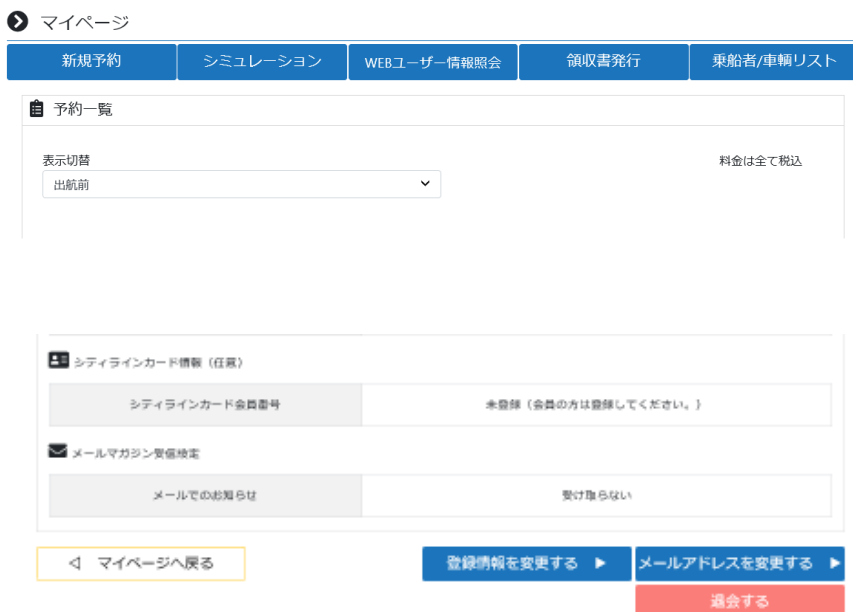 マイページ
新規予約 シミュレーション WEBユーザー情報照会 領収書発行 乗船者/車輌リスト
予約一覧
表示切替 料金は全て税込
出航前
シティラインカード情報（任意）
シティラインカード会員番号 未登録（会員の方は登録してください。）
メールマガジン受信設定
メールでのお知らせ 受け取らない
マイページへ戻る 登録情報を変更する メールアドレスを変更する
退会する